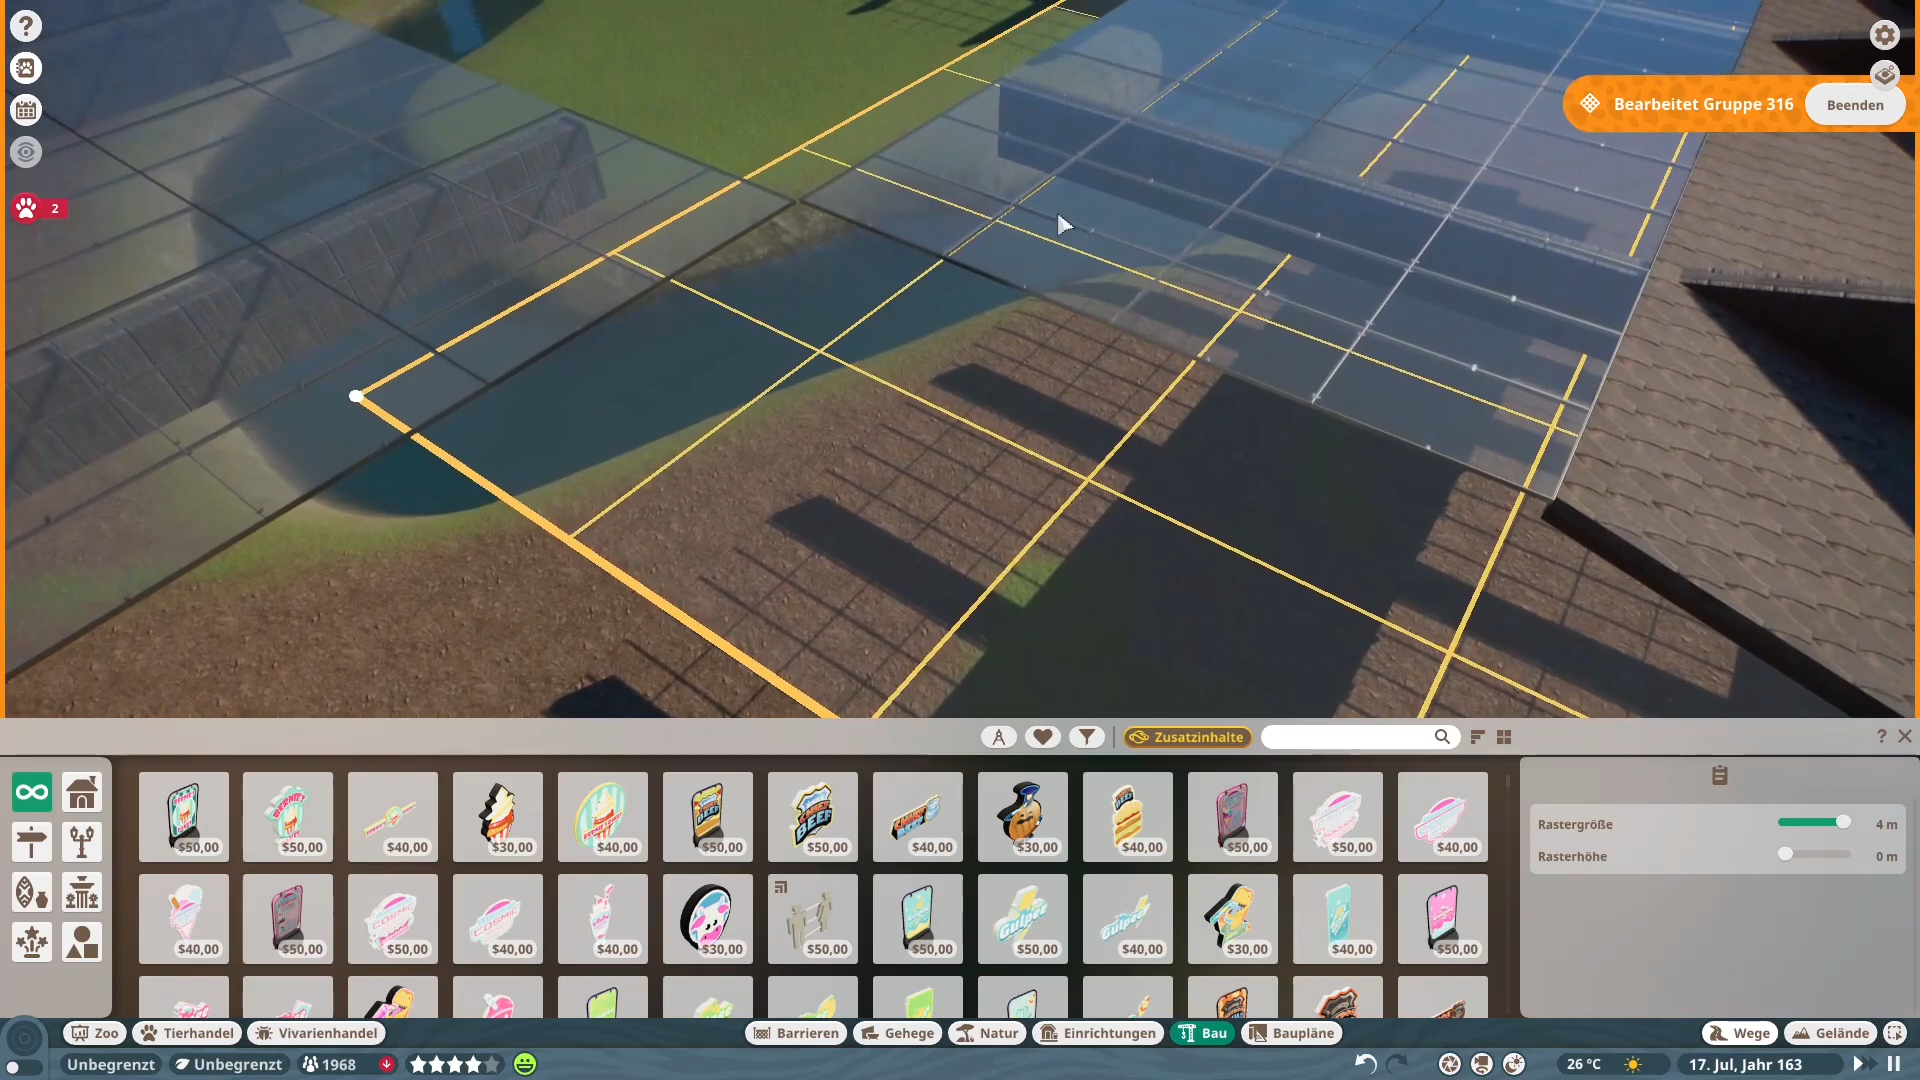 ?
2
Bearbeitet Gruppe 316
Beenden
Zusatzinhalte
?
$50,00
$50,00
$40,00
$30,00
$40,00
$50,00
$50,00
$40,00
$30,00
$40,00
$50,00
$50,00
$40,00
$40,00
$50,00
$50,00
$40,00
$40,00
$30,00
$50,00
$50,00
$50,00
$40,00
$30,00
$40,00
$50,00
Rastergröße
4 m
Rasterhöhe
0 m
Zoo
Tierhandel
Vivarienhandel
Barrieren
Gehege
Natur
Einrichtungen
Bau
Baupläne
Wege
Gelände
Unbegrenzt
Unbegrenzt
1968
26 °C
17. Jul, Jahr 163